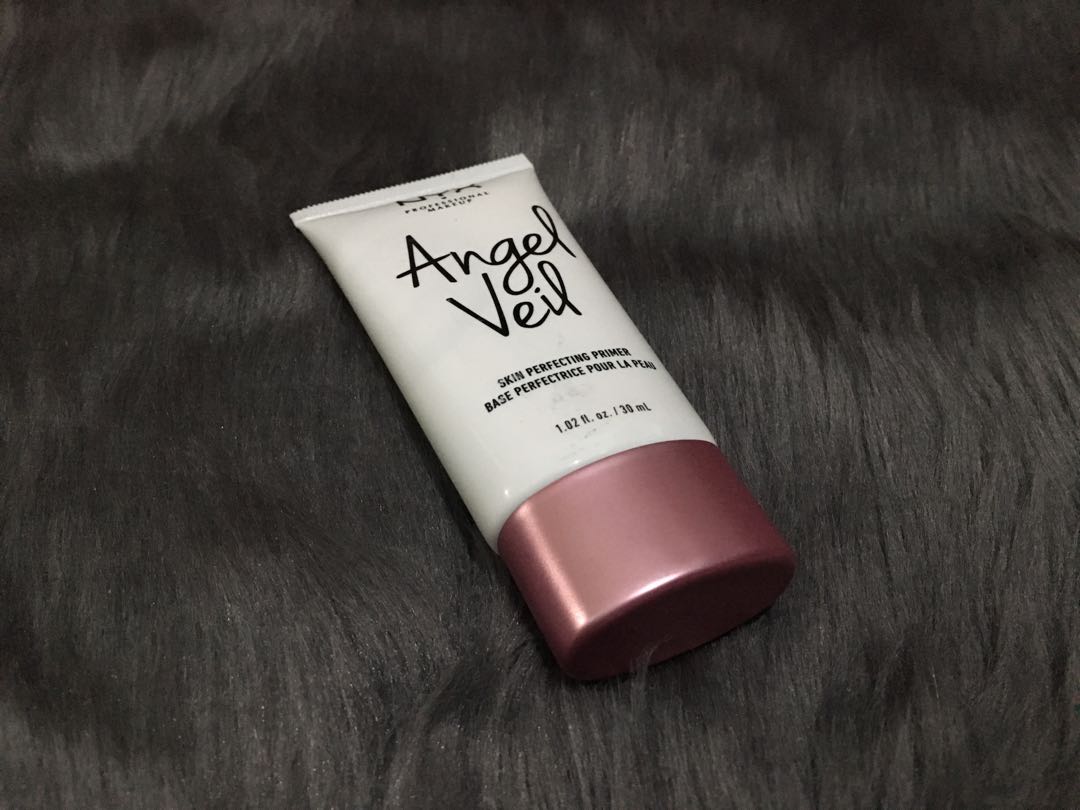 NYX
PROFESSIONAL
MAKEUP
Angel
Veil
SKIN PERFECTING PRIMER
BASE PERFECTRICE POUR LA PEAU
1.02 fl. oz. / 30 mL